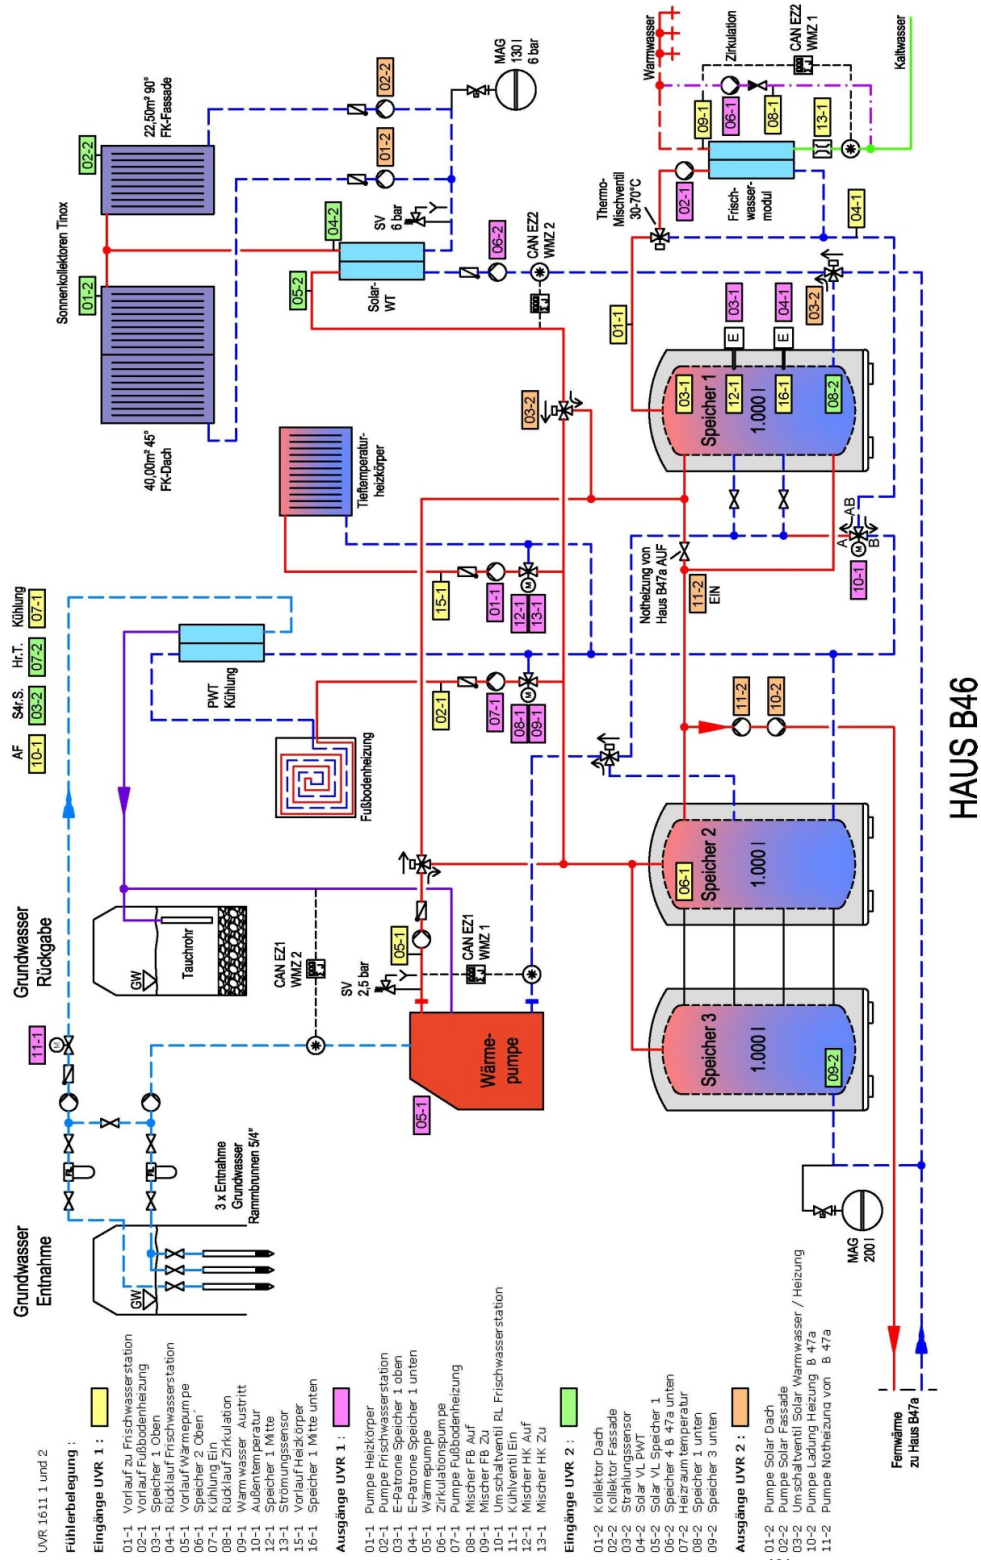 UVR 1611 1 und 2
Fühlerbelegung :
Eingänge UVR 1 :
01-1 Vorlauf zu Frischwasserstation
02-1 Vorlauf Fußbodenheizung
03-1 Speicher 1 Oben
04-1 Rücklauf Frischwasserstation
05-1 Vorlauf Wärmepumpe
06-1 Speicher 2 Oben
07-1 Kühlung Ein
08-1 Rücklauf Zirkulation
09-1 Warmwasser Austritt
10-1 Außentemperatur
12-1 Speicher 1 Mitte
13-1 Strömungssensor
15-1 Vorlauf Heizkörper
16-1 Speicher 1 Mitte unten
Ausgänge UVR 1 :
01-1 Pumpe Heizkörper
02-1 Pumpe Frischwasserstation
03-1 E-Patrone Speicher 1 oben
04-1 E-Patrone Speicher 1 unten
05-1 Wärmepumpe
06-1 Zirkulationspumpe
07-1 Pumpe Fußbodenheizung
08-1 Mischer FB Auf
09-1 Mischer FB Zu
10-1 Umschaltventil RL Frischwasserstation
11-1 Kühlventil Ein
12-1 Mischer HK Auf
13-1 Mischer HK Zu
Eingänge UVR 2 :
01-2 Kollektor Dach
02-2 Kollektor Fassade
03-2 Strahlungssensor
04-2 Solar VL PWT
05-2 Solar VL Speicher 1
06-2 Speicher 4 B 47a unten
07-2 Heizraumtemperatur
08-2 Speicher 1 unten
09-2 Speicher 3 unten
Ausgänge UVR 2 :
01-2 Pumpe Solar Dach
02-2 Pumpe Solar Fassade
03-2 Umschaltventil Solar Warmwasser / Heizung
10-2 Pumpe Ladung Heizung B 47a
11-2 Pumpe Notheizung von B 47a
Grundwasser
Entnahme
GW
3 x Entnahme
Grundwasser
Rammbrunnen 5/4"
11-1
M
Grundwasser
Rückgabe
GW
Tauchrohr
AF
10-1
S4r.S.
03-2
Hr.T.
07-2
Kühlung
07-1
CAN EZ1
WMZ 2
SV
2,5 bar
05-1
CAN EZ1
WMZ 1
05-1
Wärme-
pumpe
PWT
Kühlung
Fußbodenheizung
02-1
07-1
08-1
09-1
M
Tieftemperatur-
heizkörper
15-1
01-1
12-1
13-1
M
Sonnenkollektoren Tinox
01-2
02-2
40,00m² 45°
FK-Dach
22,50m² 90°
FK-Fassade
01-2
02-2
MAG
130 l
6 bar
SV
6 bar
04-2
05-2
Solar-
WT
06-2
CAN EZ2
WMZ 2
03-2
Warmwasser
Zirkulation
CAN EZ2
WMZ 1
Kaltwasser
09-1
06-1
08-1
13-1
02-1
Frisch-
wasser-
modul
Thermo-
Mischventil
30-70°C
04-1
01-1
03-1
E
04-1
E
03-2
Speicher 1
1.000 l
03-1
12-1
16-1
08-2
Notheizung von
Haus B47a AUF
11-2
EIN
A
AB
B
M
10-1
11-2
10-2
Speicher 2
1.000 l
06-1
Speicher 3
1.000 l
09-2
MAG
200 l
Fernwärme
zu Haus B47a
HAUS B46